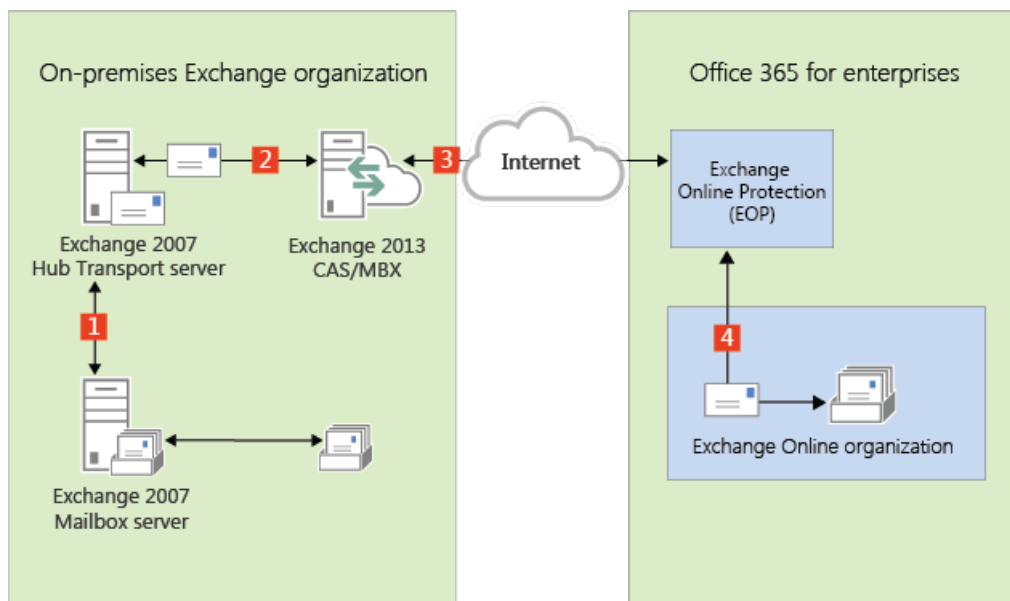 On-premises Exchange organization
Office 365 for enterprises
2
3
Internet
Exchange
Online Protection
(EOP)
Exchange 2007
Hub Transport server
Exchange 2013
CAS/MBX
1
4
Exchange Online organization
Exchange 2007
Mailbox server